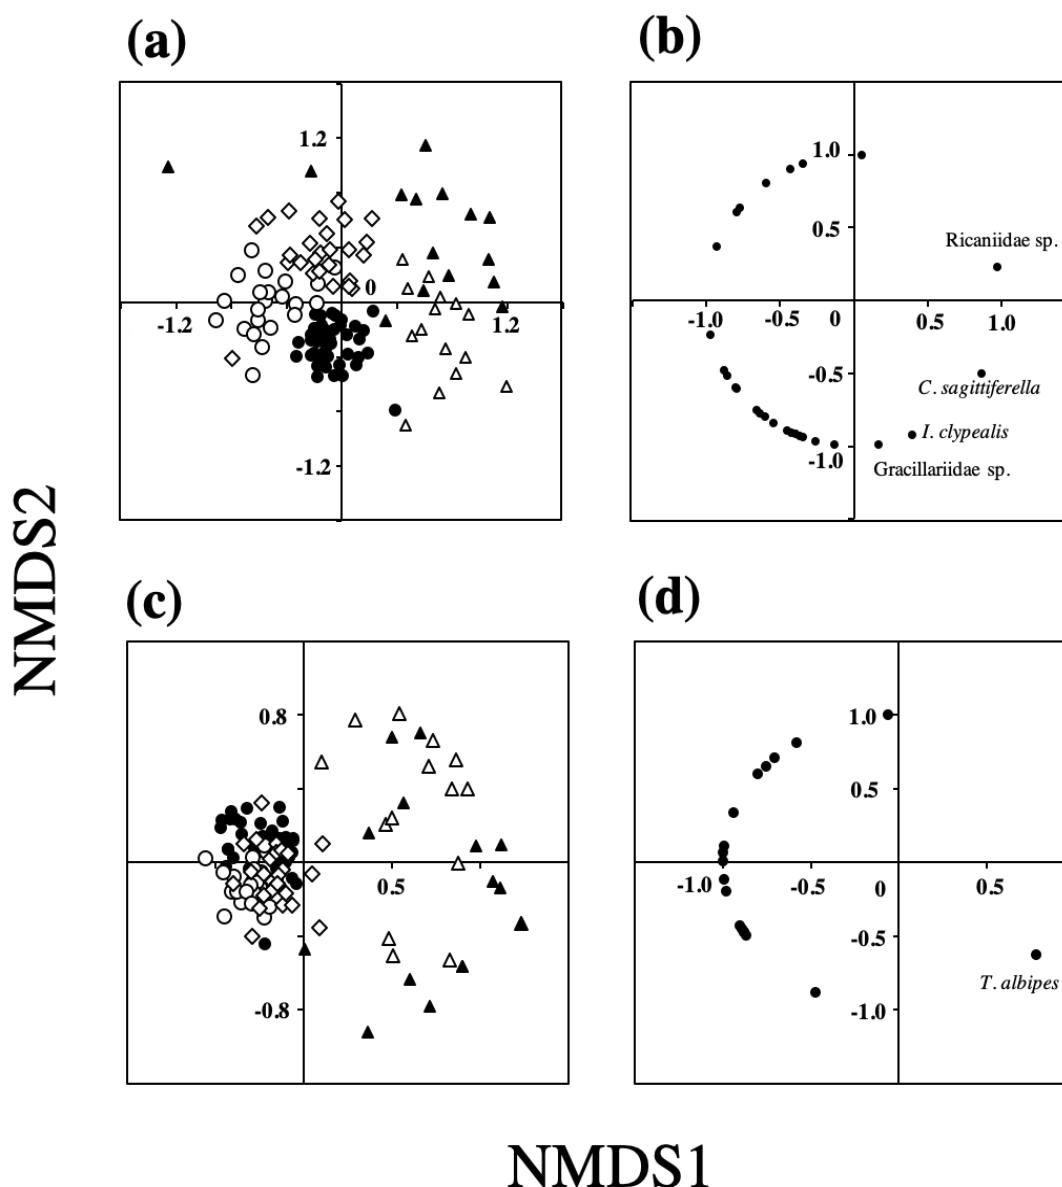 (a)
(b)
1.2
0
-1.2
1.2
-1.2
1.0
0.5
Ricaniidae sp.
-1.0
-0.5
0
0.5
1.0
-0.5
C. sagittiferella
I. clypealis
-1.0
Gracillariidae sp.
NMDS2
(c)
(d)
0.8
0.5
-0.8
1.0
0.5
-1.0
-0.5
0
0.5
-0.5
T. albipes
-1.0
NMDS1